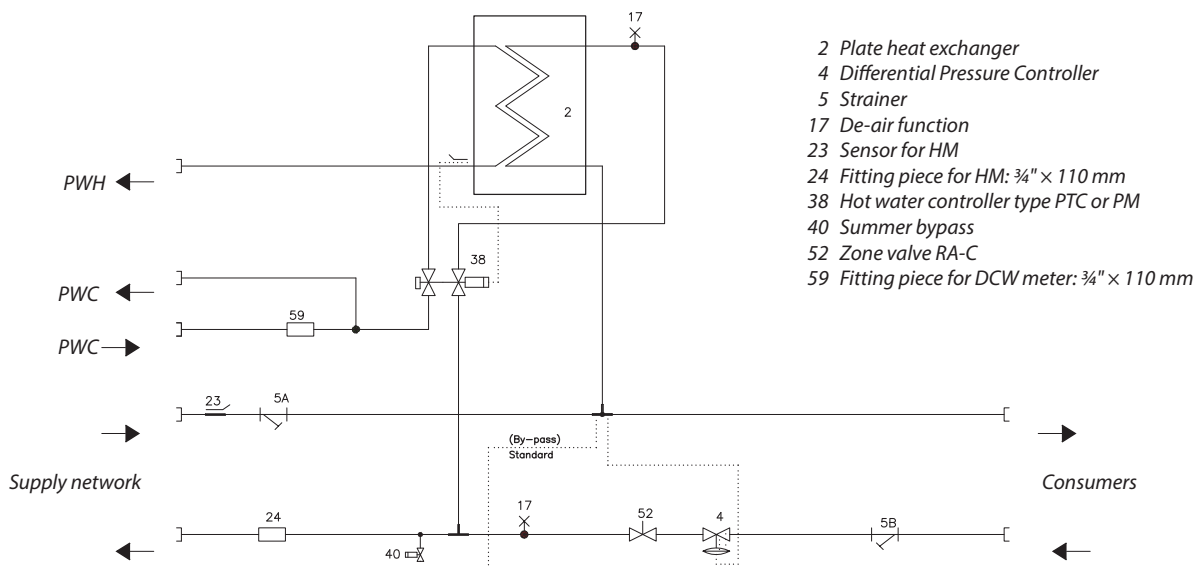 17
2
PWH
38
PWC
59
PWC
23
5A
(By-pass)
Standard
Supply network
Consumers
24
17
52
4
5B
40
2 Plate heat exchanger
4 Differential Pressure Controller
5 Strainer
17 De-air function
23 Sensor for HM
24 Fitting piece for HM: ¾" × 110 mm
38 Hot water controller type PTC or PM
40 Summer bypass
52 Zone valve RA-C
59 Fitting piece for DCW meter: ¾" × 110 mm